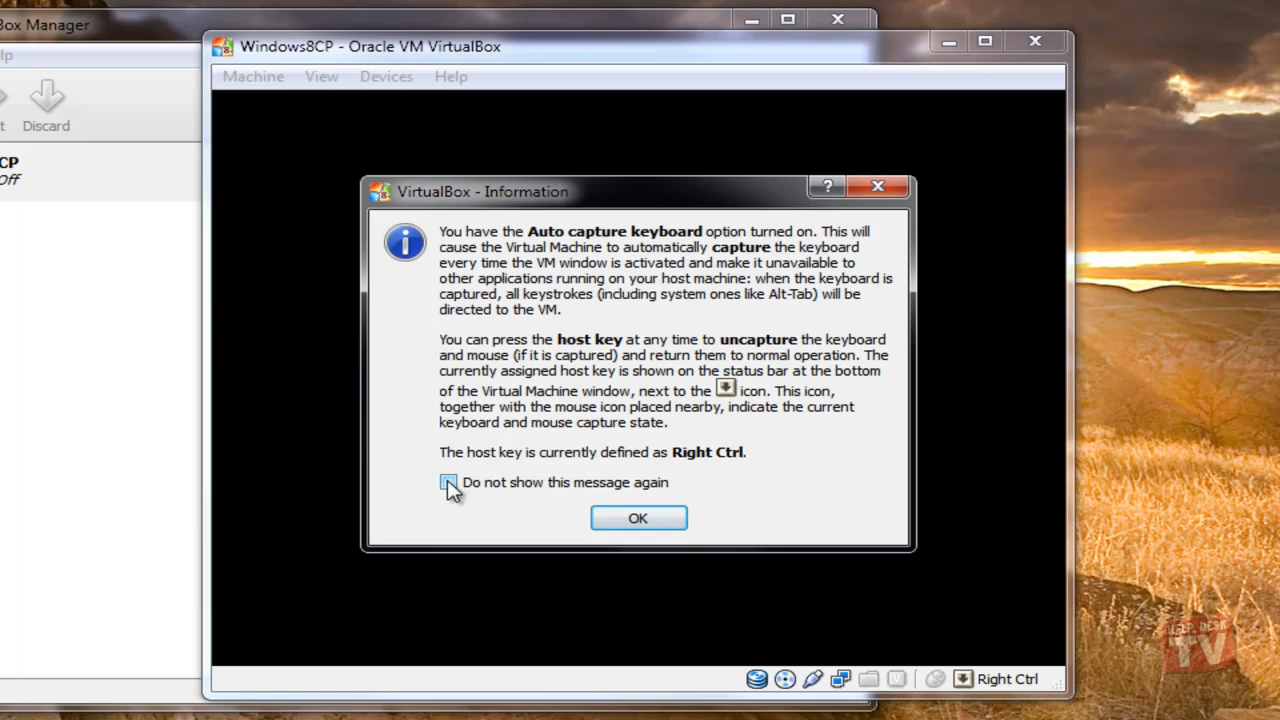 Box Manager
Windows8CP - Oracle VM VirtualBox
lp
Machine View Devices Help
t Discard
CP
Off
VirtualBox - Information
You have the Auto capture keyboard option turned on. This will
cause the Virtual Machine to automatically capture the keyboard
every time the VM window is activated and make it unavailable to
other applications running on your host machine: when the keyboard is
captured, all keystrokes (including system ones like Alt-Tab) will be
directed to the VM.
You can press the host key at any time to uncapture the keyboard
and mouse (if it is captured) and return them to normal operation. The
currently assigned host key is shown on the status bar at the bottom
of the Virtual Machine window, next to the icon. This icon,
together with the mouse icon placed nearby, indicate the current
keyboard and mouse capture state.
The host key is currently defined as Right Ctrl.
Do not show this message again
OK
HELP DESK
TV
Right Ctrl